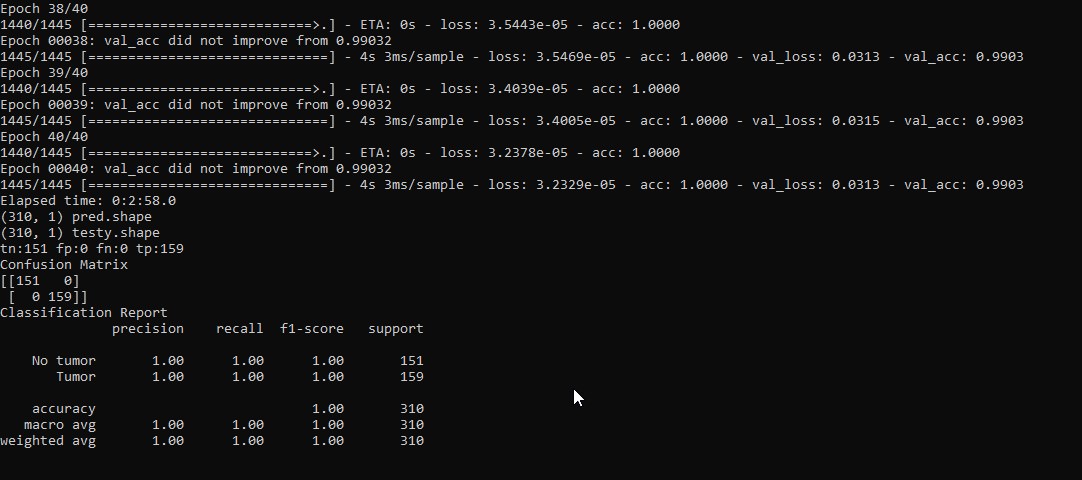 Epoch 38/40
1440/1445 [============================>.] - ETA: 0s - loss: 3.5443e-05 - acc: 1.0000
Epoch 00038: val_acc did not improve from 0.99032
1445/1445 [==============================] - 4s 3ms/sample - loss: 3.5469e-05 - acc: 1.0000 - val_loss: 0.0313 - val_acc: 0.9903
Epoch 39/40
1440/1445 [============================>.] - ETA: 0s - loss: 3.4039e-05 - acc: 1.0000
Epoch 00039: val_acc did not improve from 0.99032
1445/1445 [==============================] - 4s 3ms/sample - loss: 3.4005e-05 - acc: 1.0000 - val_loss: 0.0315 - val_acc: 0.9903
Epoch 40/40
1440/1445 [============================>.] - ETA: 0s - loss: 3.2378e-05 - acc: 1.0000
Epoch 00040: val_acc did not improve from 0.99032
1445/1445 [==============================] - 4s 3ms/sample - loss: 3.2329e-05 - acc: 1.0000 - val_loss: 0.0313 - val_acc: 0.9903
Elapsed time: 0:2:58.0
(310, 1) pred.shape
(310, 1) testy.shape
tn:151 fp:0 fn:0 tp:159
Confusion Matrix
[[151   0]
 [  0 159]]
Classification Report
              precision    recall  f1-score   support

    No tumor       1.00      1.00      1.00       151
       Tumor       1.00      1.00      1.00       159

    accuracy                           1.00       310
   macro avg       1.00      1.00      1.00       310
weighted avg       1.00      1.00      1.00       310